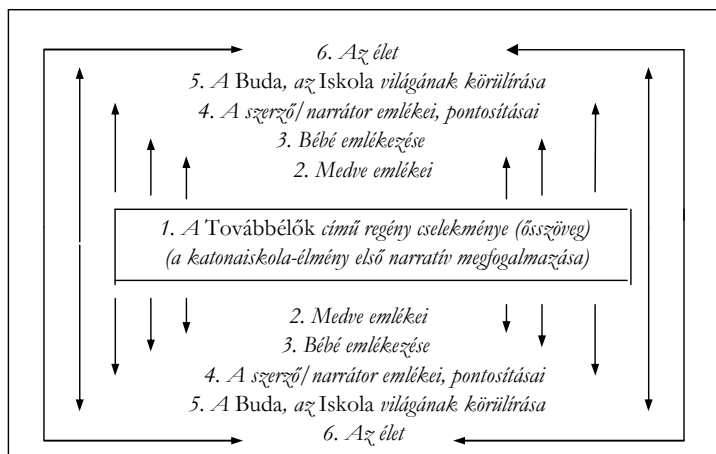 6. Az élet
5. A Buda, az Iskola világának körülírása
4. A szerző/narrátor emlékei, pontosításai
3. Bébé emlékezése
2. Medve emlékei
1. A Továbbélők című regény cselekménye (ősszöveg)
(a katonaiskola-élmény első narratív megfogalmazása)
2. Medve emlékei
3. Bébé emlékezése
4. A szerző/narrátor emlékei, pontosításai
5. A Buda, az Iskola világának körülírása
6. Az élet